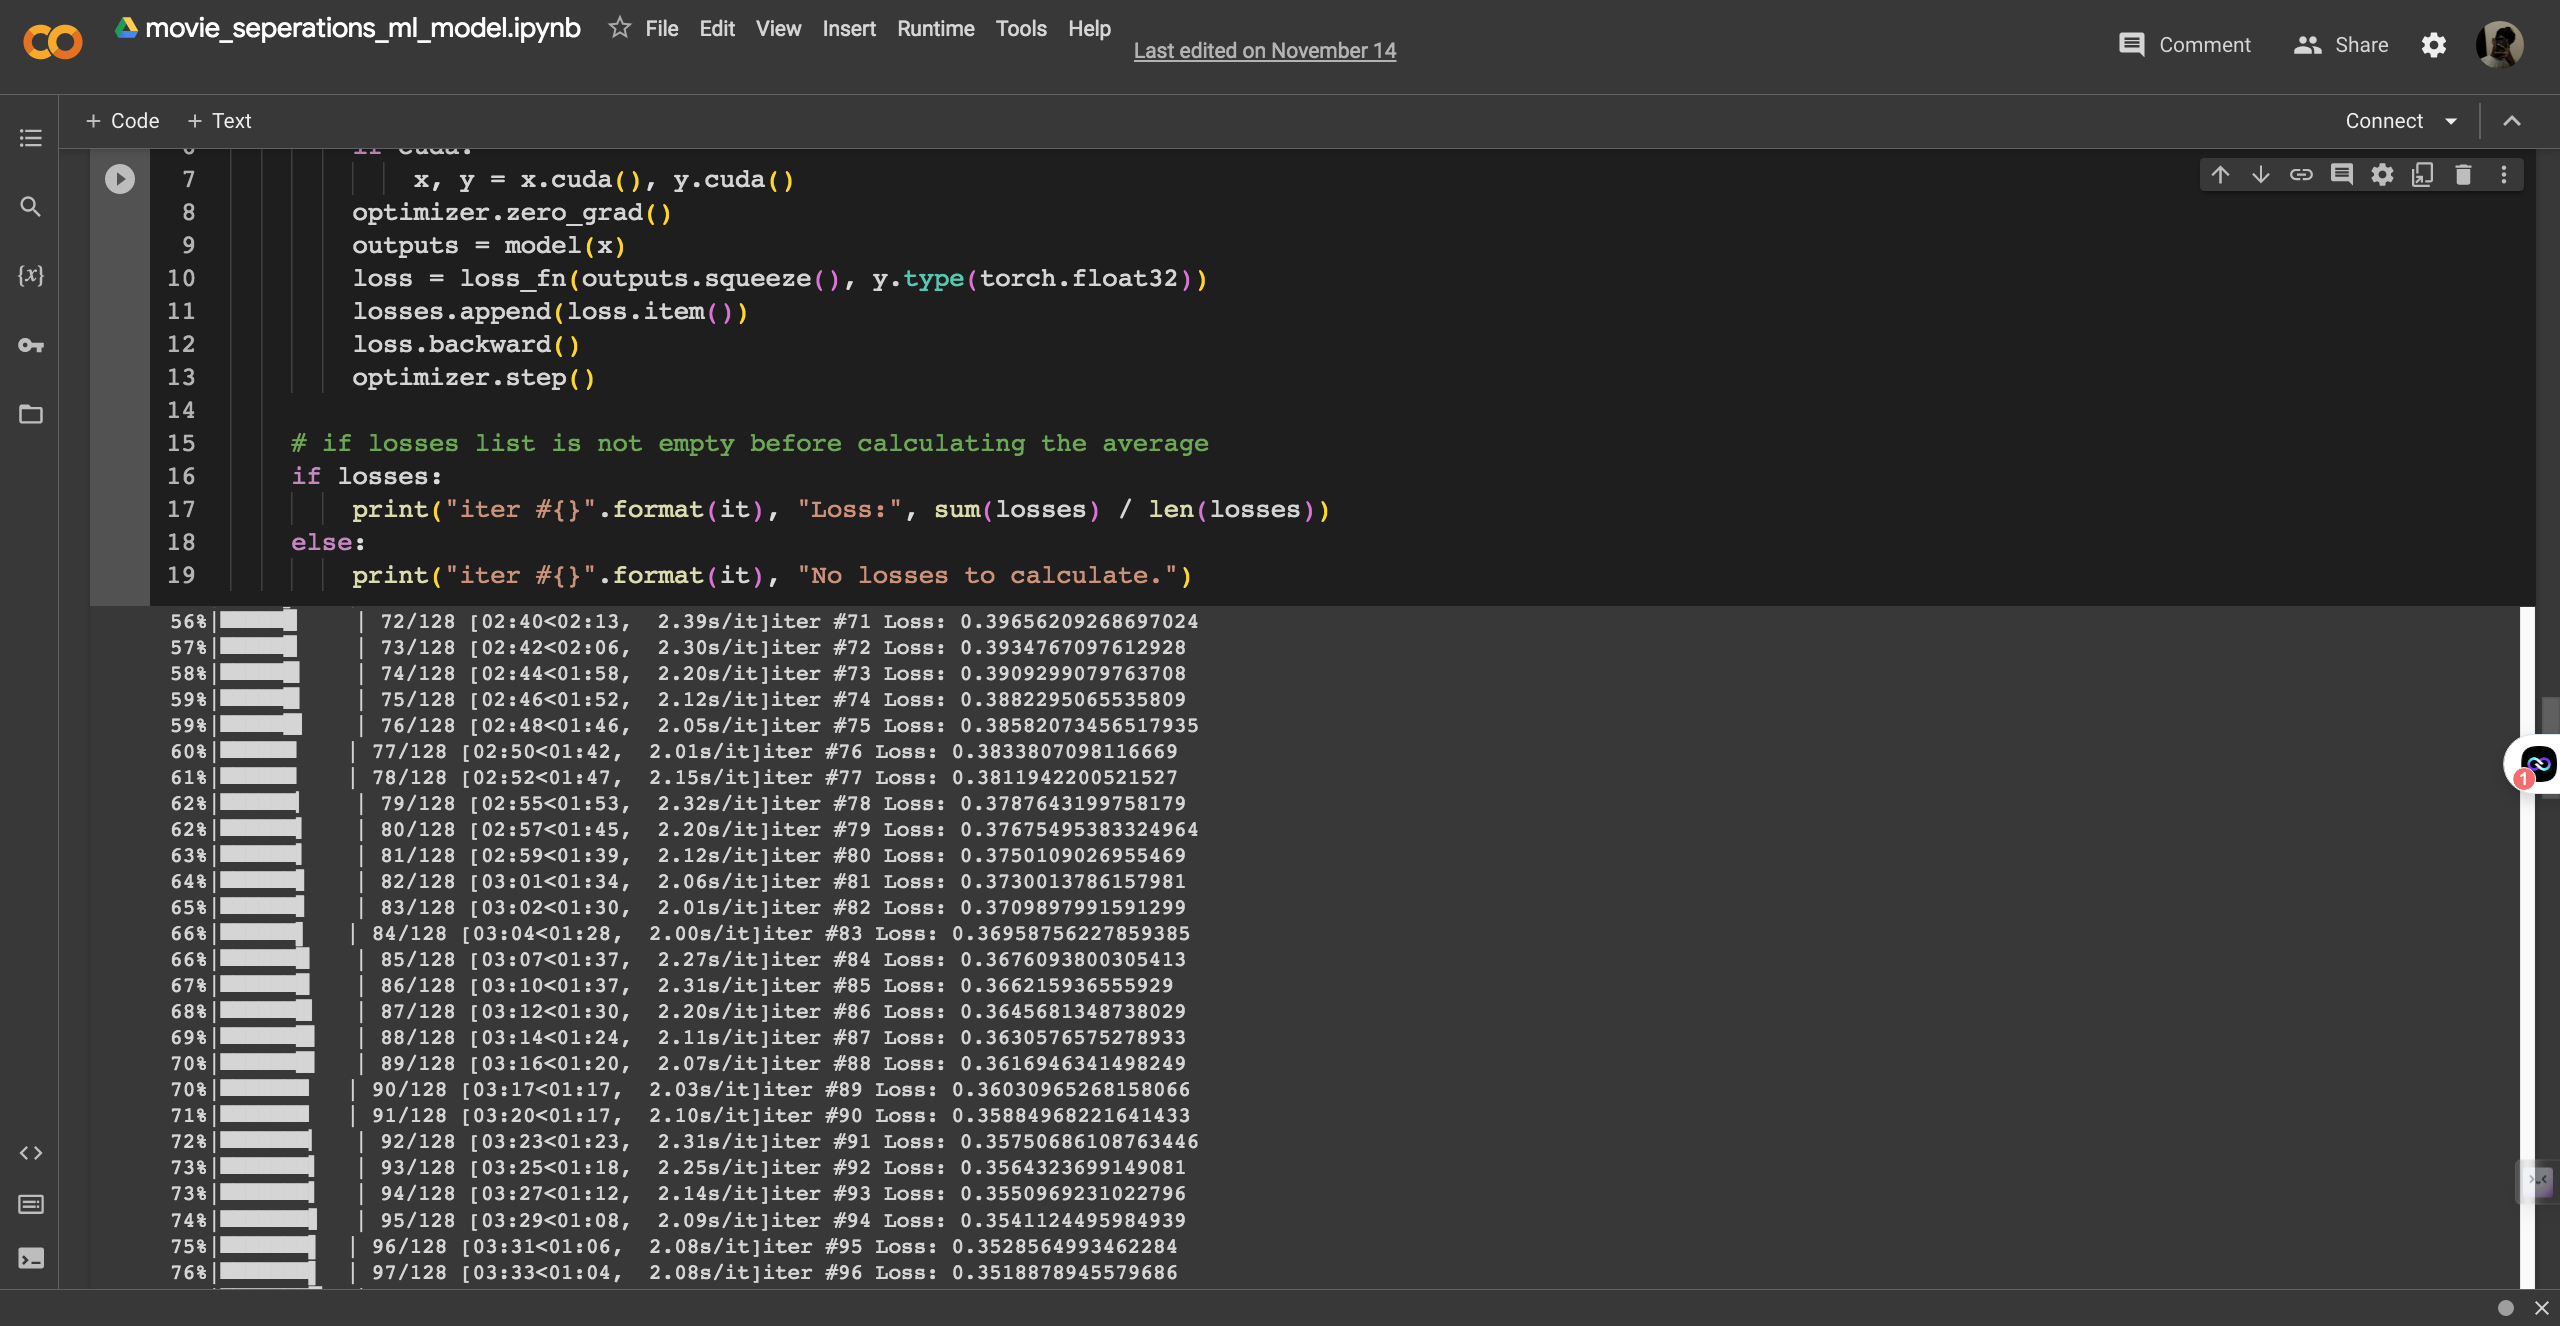 movie_seperations_ml_model.ipynb
File Edit View Insert Runtime Tools Help
Last edited on November 14
Comment
Share
+ Code + Text
Connect
6 if cuda:
7 x, y = x.cuda(), y.cuda()
8 optimizer.zero_grad()
9 outputs = model(x)
10 loss = loss_fn(outputs.squeeze(), y.type(torch.float32))
11 losses.append(loss.item())
12 loss.backward()
13 optimizer.step()
14
15 # if losses list is not empty before calculating the average
16 if losses:
17 print("iter #{}".format(it), "Loss:", sum(losses) / len(losses))
18 else:
19 print("iter #{}".format(it), "No losses to calculate.")
56%| | 72/128 [02:40<02:13, 2.39s/it]iter #71 Loss: 0.39656209268697024
57%| | 73/128 [02:42<02:06, 2.30s/it]iter #72 Loss: 0.3934767097612928
58%| | 74/128 [02:44<01:58, 2.20s/it]iter #73 Loss: 0.3909299079763708
59%| | 75/128 [02:46<01:52, 2.12s/it]iter #74 Loss: 0.3882295065535809
59%| | 76/128 [02:48<01:46, 2.05s/it]iter #75 Loss: 0.38582073456517935
60%| | 77/128 [02:50<01:42, 2.01s/it]iter #76 Loss: 0.3833807098116669
61%| | 78/128 [02:52<01:47, 2.15s/it]iter #77 Loss: 0.3811942200521527
62%| | 79/128 [02:55<01:53, 2.32s/it]iter #78 Loss: 0.3787643199758179
62%| | 80/128 [02:57<01:45, 2.20s/it]iter #79 Loss: 0.37675495383324964
63%| | 81/128 [02:59<01:39, 2.12s/it]iter #80 Loss: 0.3750109026955469
64%| | 82/128 [03:01<01:34, 2.06s/it]iter #81 Loss: 0.3730013786157981
65%| | 83/128 [03:02<01:30, 2.01s/it]iter #82 Loss: 0.3709897991591299
66%| | 84/128 [03:04<01:28, 2.00s/it]iter #83 Loss: 0.36958756227859385
66%| | 85/128 [03:07<01:37, 2.27s/it]iter #84 Loss: 0.3676093800305413
67%| | 86/128 [03:10<01:37, 2.31s/it]iter #85 Loss: 0.366215936555929
68%| | 87/128 [03:12<01:30, 2.20s/it]iter #86 Loss: 0.3645681348738029
69%| | 88/128 [03:14<01:24, 2.11s/it]iter #87 Loss: 0.3630576575278933
70%| | 89/128 [03:16<01:20, 2.07s/it]iter #88 Loss: 0.3616946341498249
70%| | 90/128 [03:17<01:17, 2.03s/it]iter #89 Loss: 0.36030965268158066
71%| | 91/128 [03:20<01:17, 2.10s/it]iter #90 Loss: 0.35884968221641433
72%| | 92/128 [03:23<01:23, 2.31s/it]iter #91 Loss: 0.35750686108763446
73%| | 93/128 [03:25<01:18, 2.25s/it]iter #92 Loss: 0.3564323699149081
73%| | 94/128 [03:27<01:12, 2.14s/it]iter #93 Loss: 0.3550969231022796
74%| | 95/128 [03:29<01:08, 2.09s/it]iter #94 Loss: 0.3541124495984939
75%| | 96/128 [03:31<01:06, 2.08s/it]iter #95 Loss: 0.3528564993462284
76%| | 97/128 [03:33<01:04, 2.08s/it]iter #96 Loss: 0.3518878945579686
1